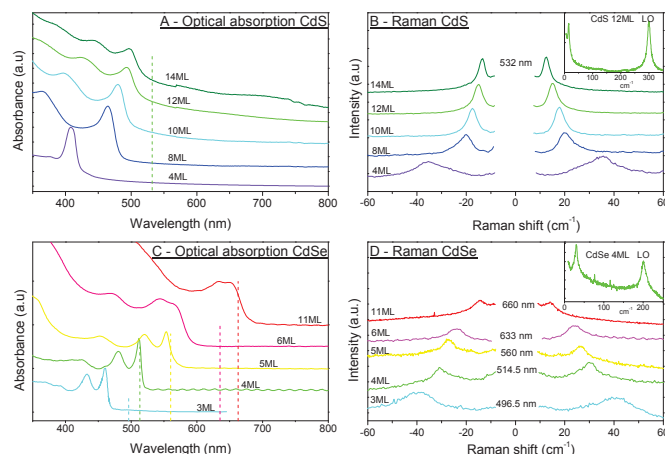 A - Optical absorption CdS
Absorbance (a.u)
14ML
12ML
10ML
8ML
4ML
400 500 600 700 800
Wavelength (nm)
B - Raman CdS
Intensity (a.u)
CdS 12ML LO
0 100 200 300
cm⁻¹
532 nm
14ML
12ML
10ML
8ML
4ML
-60 -40 -20 0 20 40 60
Raman shift (cm⁻¹)
C - Optical absorption CdSe
Absorbance (a.u)
11ML
6ML
5ML
4ML
3ML
400 500 600 700 800
Wavelength (nm)
D - Raman CdSe
Intensity (a.u.)
CdSe 4ML LO
0 100 200
cm⁻¹
11ML 660 nm
6ML 633 nm
5ML 560 nm
4ML 514.5 nm
3ML 496.5 nm
-60 -40 -20 0 20 40 60
Raman shift (cm⁻¹)